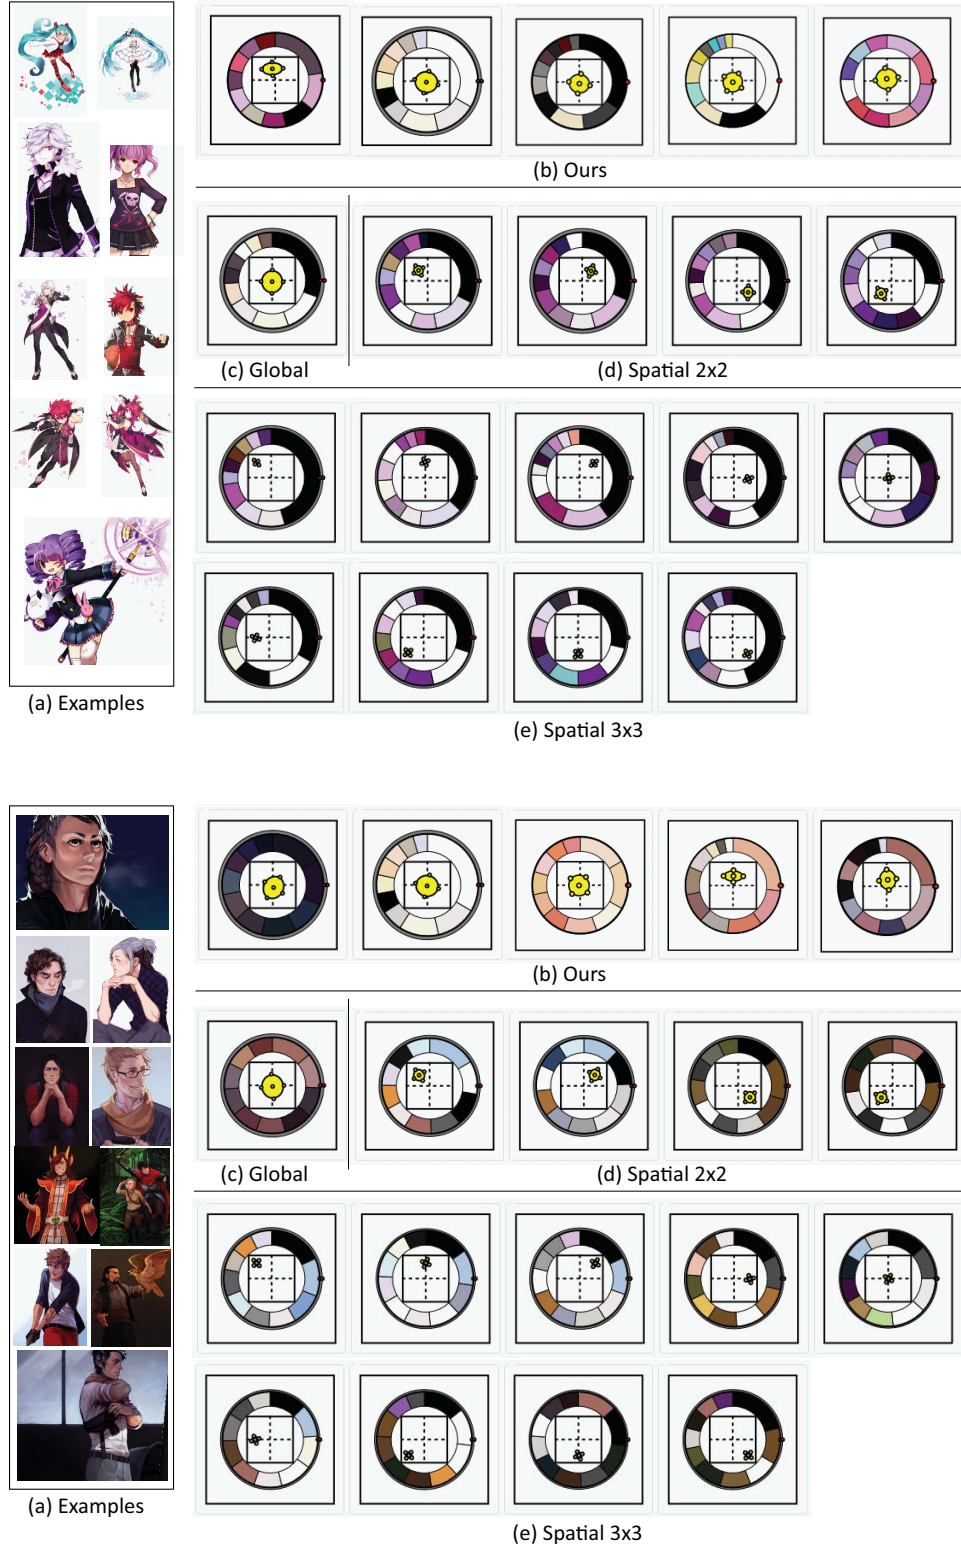 (b) Ours
(c) Global
(d) Spatial 2x2
(a) Examples
(e) Spatial 3x3
(b) Ours
(c) Global
(d) Spatial 2x2
(a) Examples
(e) Spatial 3x3